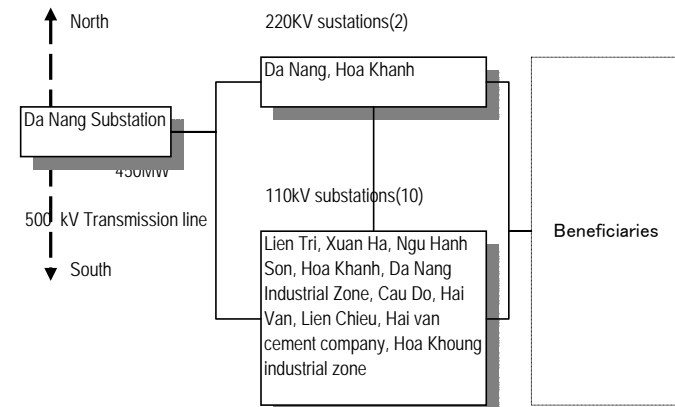 North
220KV sustations(2)
Da Nang, Hoa Khanh
Da Nang Substation
450MW
110kV substations(10)
500 kV Transmission line
Lien Tri, Xuan Ha, Ngu Hanh
Son, Hoa Khanh, Da Nang
Industrial Zone, Cau Do, Hai
Van, Lien Chieu, Hai van
cement company, Hoa Khoung
industrial zone
South
Beneficiaries